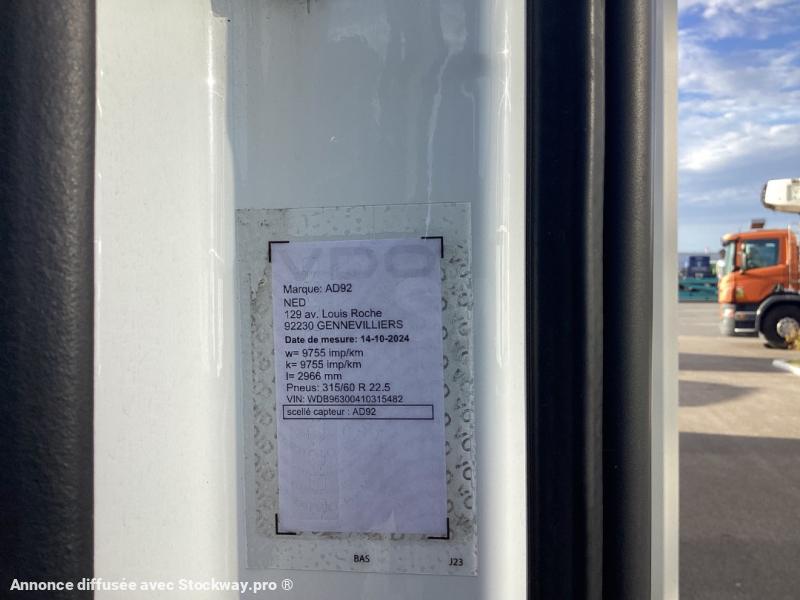 VDO
Marque: AD92
NED
129 av. Louis Roche
92230 GENNEVILLIERS
Date de mesure: 14-10-2024
w= 9755 imp/km
k= 9755 imp/km
l= 2966 mm
Pneus: 315/60 R 22.5
VIN: WDB96300410315482
scellé capteur : AD92
BAS
J23
Annonce diffusée avec Stockway.pro ®